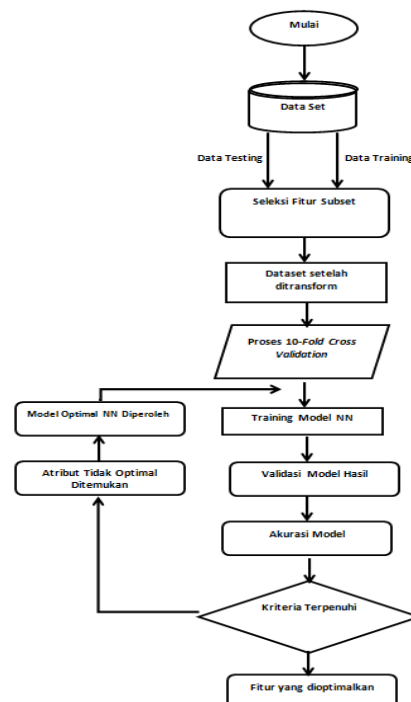 Mulai
Data Set
Data Testing
Data Training
Seleksi Fitur Subset
Dataset setelah
ditransform
Proses 10-Fold Cross
Validation
Model Optimal NN Diperoleh
Training Model NN
Atribut Tidak Optimal
Ditemukan
Validasi Model Hasil
Akurasi Model
Kriteria Terpenuhi
Fitur yang dioptimalkan